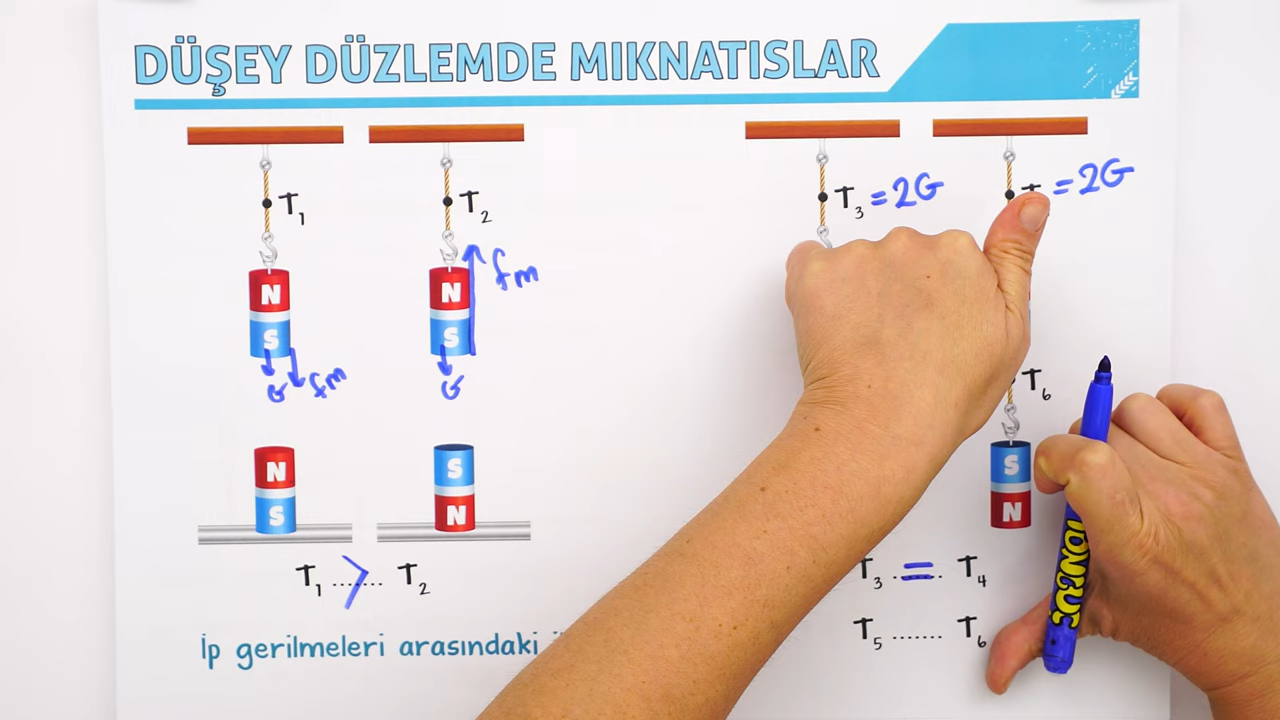 DÜŞEY DÜZLEMDE MIKNATISLAR
T1
T2
T3 = 2G
= 2G
fm
N
N
S
S
G
fm
G
T6
N
S
S
S
N
N
T1 ..>.. T2
T3 .=. T4
T5 ....... T6
İp gerilmeleri arasındaki